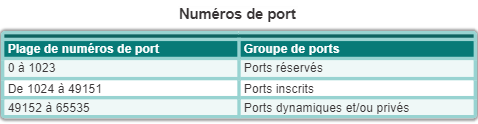 Numéros de port
Plage de numéros de port Groupe de ports
0 à 1023 Ports réservés
De 1024 à 49151 Ports inscrits
49152 à 65535 Ports dynamiques et/ou privés